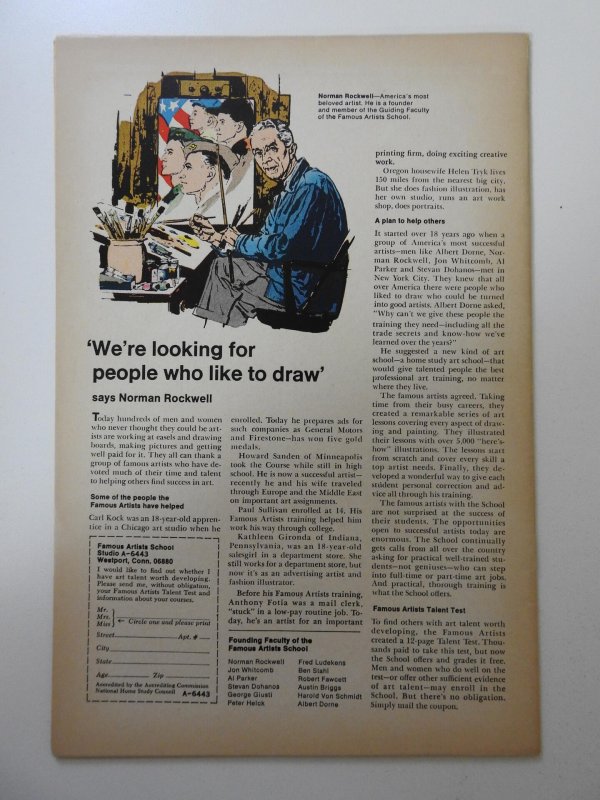 Norman Rockwell—America's most
beloved artist. He is a founder
and member of the Guiding Faculty
of the Famous Artists School.
'We're looking for
people who like to draw'
says Norman Rockwell
Today hundreds of men and women
who never thought they could be art-
ists are working at easels and drawing
boards, making pictures and getting
well paid for it. They all can thank a
group of famous artists who have de-
voted much of their time and talent
to helping others find success in art.
Some of the people the
Famous Artists have helped
Carl Kock was an 18-year-old appren-
tice in a Chicago art studio when he
Famous Artists School
Studio A-6443
Westport, Conn. 06880
I would like to find out whether I
have art talent worth developing.
Please send me, without obligation,
your Famous Artists Talent Test and
information about your courses.
Mr.
Mrs.
Miss
← Circle one and please print
Street Apt. #
City
State
Age Zip
Accredited by the Accrediting Commission
National Home Study Council A-6443
enrolled. Today he prepares ads for
such companies as General Motors
and Firestone—has won five gold
medals.
Howard Sanden of Minneapolis
took the Course while still in high
school. He is now a successful artist—
recently he and his wife traveled
through Europe and the Middle East
on important art assignments.
Paul Sullivan enrolled at 14. His
Famous Artists training helped him
work his way through college.
Kathleen Gironda of Indiana,
Pennsylvania, was an 18-year-old
salesgirl in a department store. She
still works for a department store, but
now it's as an advertising artist and
fashion illustrator.
Before his Famous Artists training,
Anthony Fotia was a mail clerk,
"stuck" in a low-pay routine job. To-
day, he's an artist for an important
Founding Faculty of the
Famous Artists School
Norman Rockwell
Jon Whitcomb
Al Parker
Stevan Dohanos
George Giusti
Peter Helck
Fred Ludekens
Ben Stahl
Robert Fawcett
Austin Briggs
Harold Von Schmidt
Albert Dorne
printing firm, doing exciting creative
work.
Oregon housewife Helen Tryk lives
150 miles from the nearest big city.
But she does fashion illustration, has
her own studio, runs an art work
shop, does portraits.
A plan to help others
It started over 18 years ago when a
group of America's most successful
artists—men like Albert Dorne, Nor-
man Rockwell, Jon Whitcomb, Al
Parker and Stevan Dohanos—met in
New York City. They knew that all
over America there were people who
liked to draw who could be turned
into good artists. Albert Dorne asked,
"Why can't we give these people the
training they need—including all the
trade secrets and know-how we've
learned over the years?"
He suggested a new kind of art
school—a home study art school—that
would give talented people the best
professional art training, no matter
where they live.
The famous artists agreed. Taking
time from their busy careers, they
created a remarkable series of art
lessons covering every aspect of draw-
ing and painting. They illustrated
their lessons with over 5,000 "here's-
how" illustrations. The lessons start
from scratch and cover every skill a
top artist needs. Finally, they de-
veloped a wonderful way to give each
student personal correction and ad-
vice all through his training.
The famous artists with the School
are not surprised at the success of
their students. The opportunities
open to successful artists today are
enormous. The School continually
gets calls from all over the country
asking for practical well-trained stu-
dents—not geniuses—who can step
into full-time or part-time art jobs.
And practical, thorough training is
what the School offers.
Famous Artists Talent Test
To find others with art talent worth
developing, the Famous Artists
created a 12-page Talent Test. Thou-
sands paid to take this test, but now
the School offers and grades it free.
Men and women who do well on the
test—or offer other sufficient evidence
of art talent—may enroll in the
School. But there's no obligation.
Simply mail the coupon.